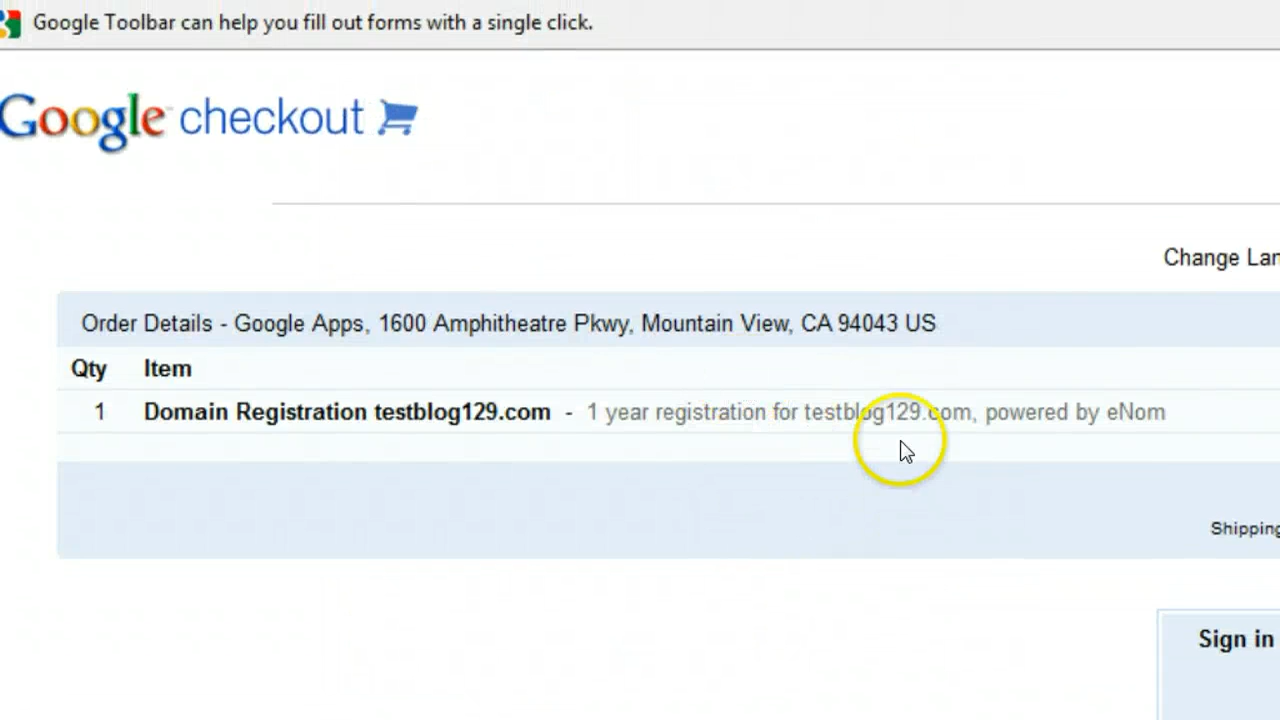 Google Toolbar can help you fill out forms with a single click.
Google™ checkout
Change Lan
Order Details - Google Apps, 1600 Amphitheatre Pkwy, Mountain View, CA 94043 US
Qty Item
1 Domain Registration testblog129.com - 1 year registration for testblog129.com, powered by eNom
Shipping
Sign in